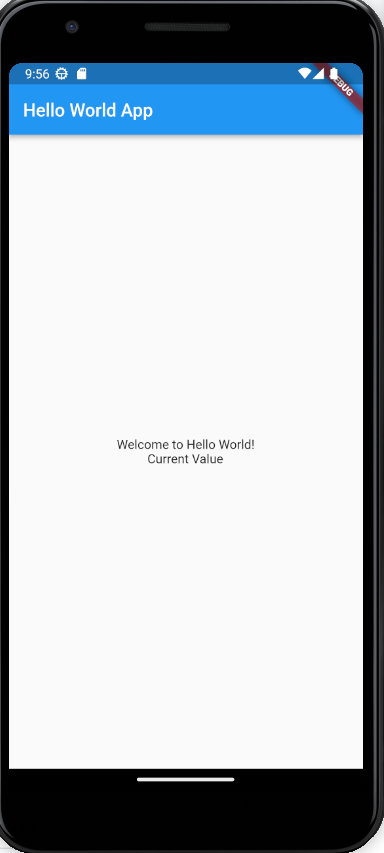 9:56
DEBUG
Hello World App
Welcome to Hello World!
Current Value